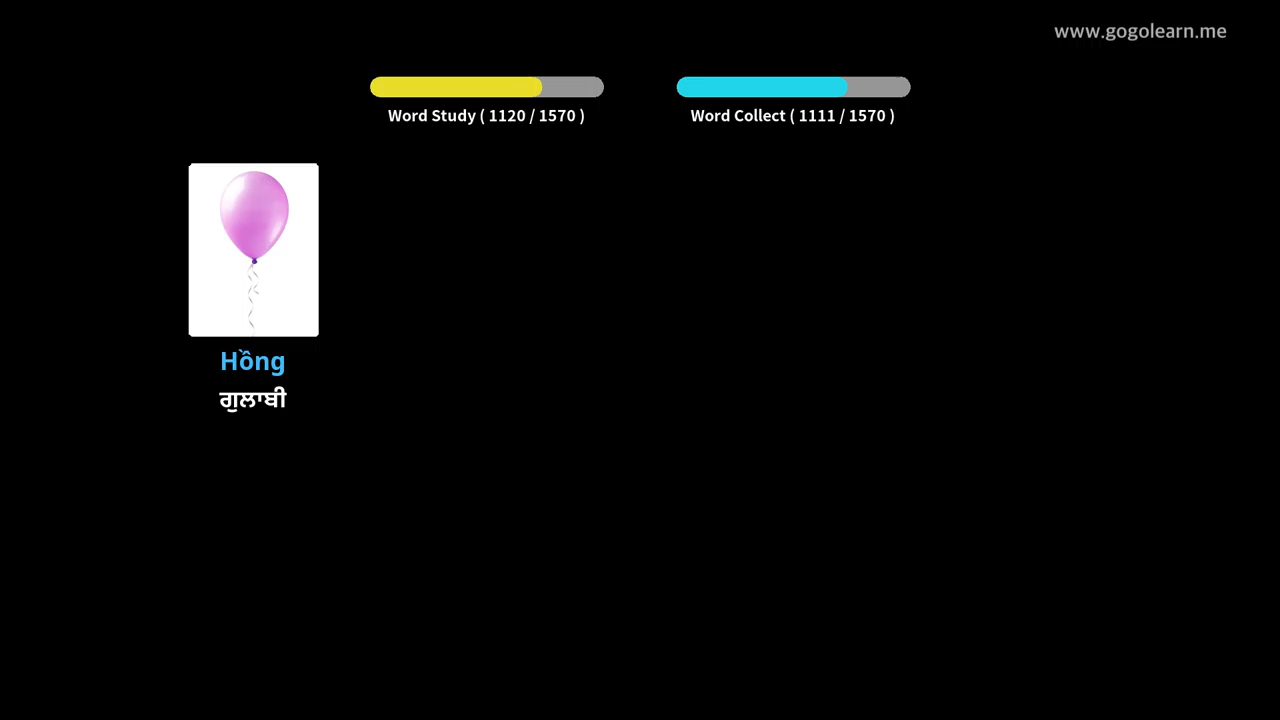 www.gogolearn.me
Word Study ( 1120 / 1570 )
Word Collect ( 1111 / 1570 )
Hồng
ਗੁਲਾਬੀ